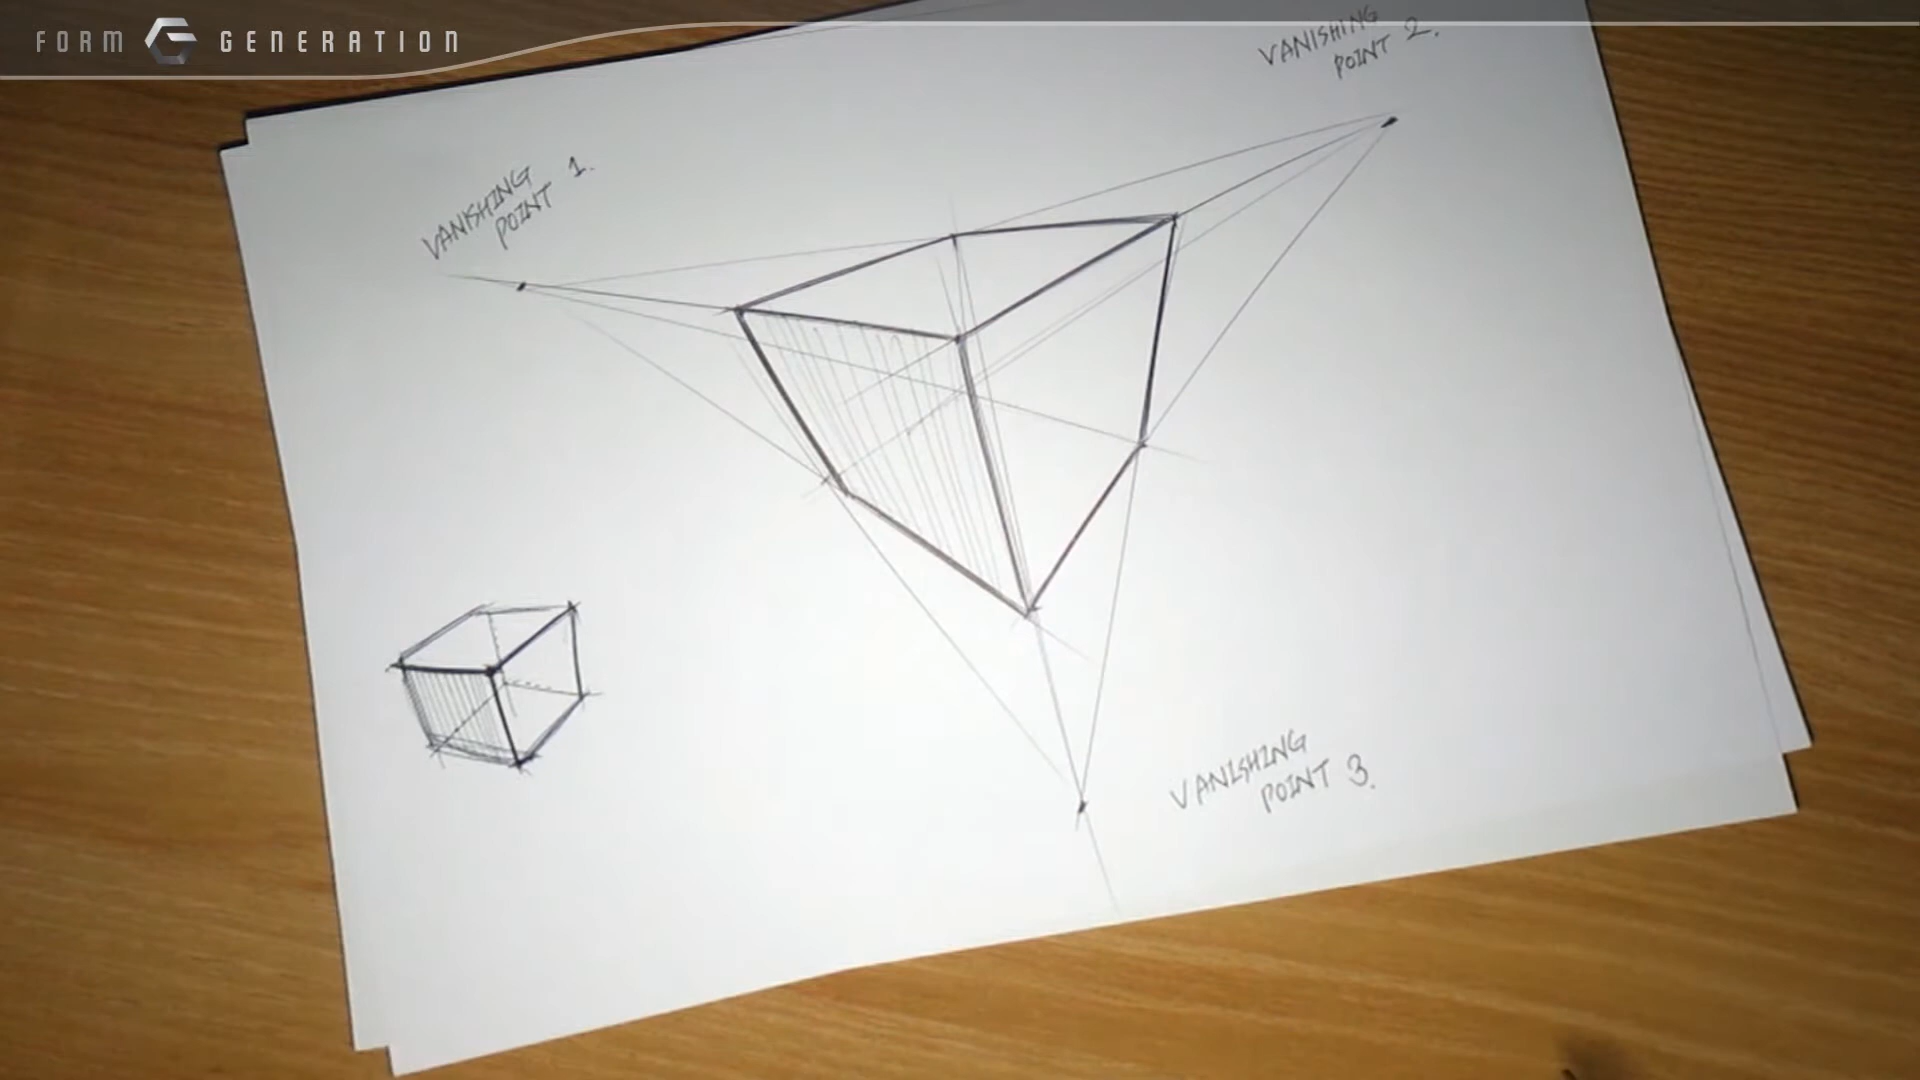 FORM GENERATION
VANISHING
POINT 2.
VANISHING
POINT 1.
VANISHING
POINT 3.